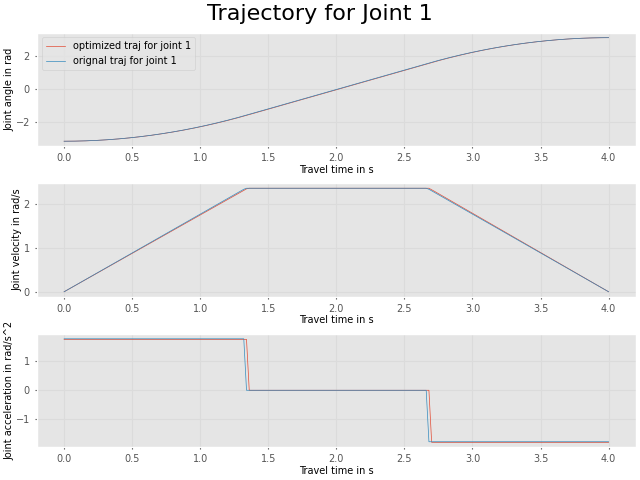 Trajectory for Joint 1
Joint angle in rad
2
0
−2
optimized traj for joint 1
orignal traj for joint 1
0.0 0.5 1.0 1.5 2.0 2.5 3.0 3.5 4.0
Travel time in s
Joint velocity in rad/s
2
1
0
0.0 0.5 1.0 1.5 2.0 2.5 3.0 3.5 4.0
Travel time in s
Joint acceleration in rad/s^2
1
0
−1
0.0 0.5 1.0 1.5 2.0 2.5 3.0 3.5 4.0
Travel time in s